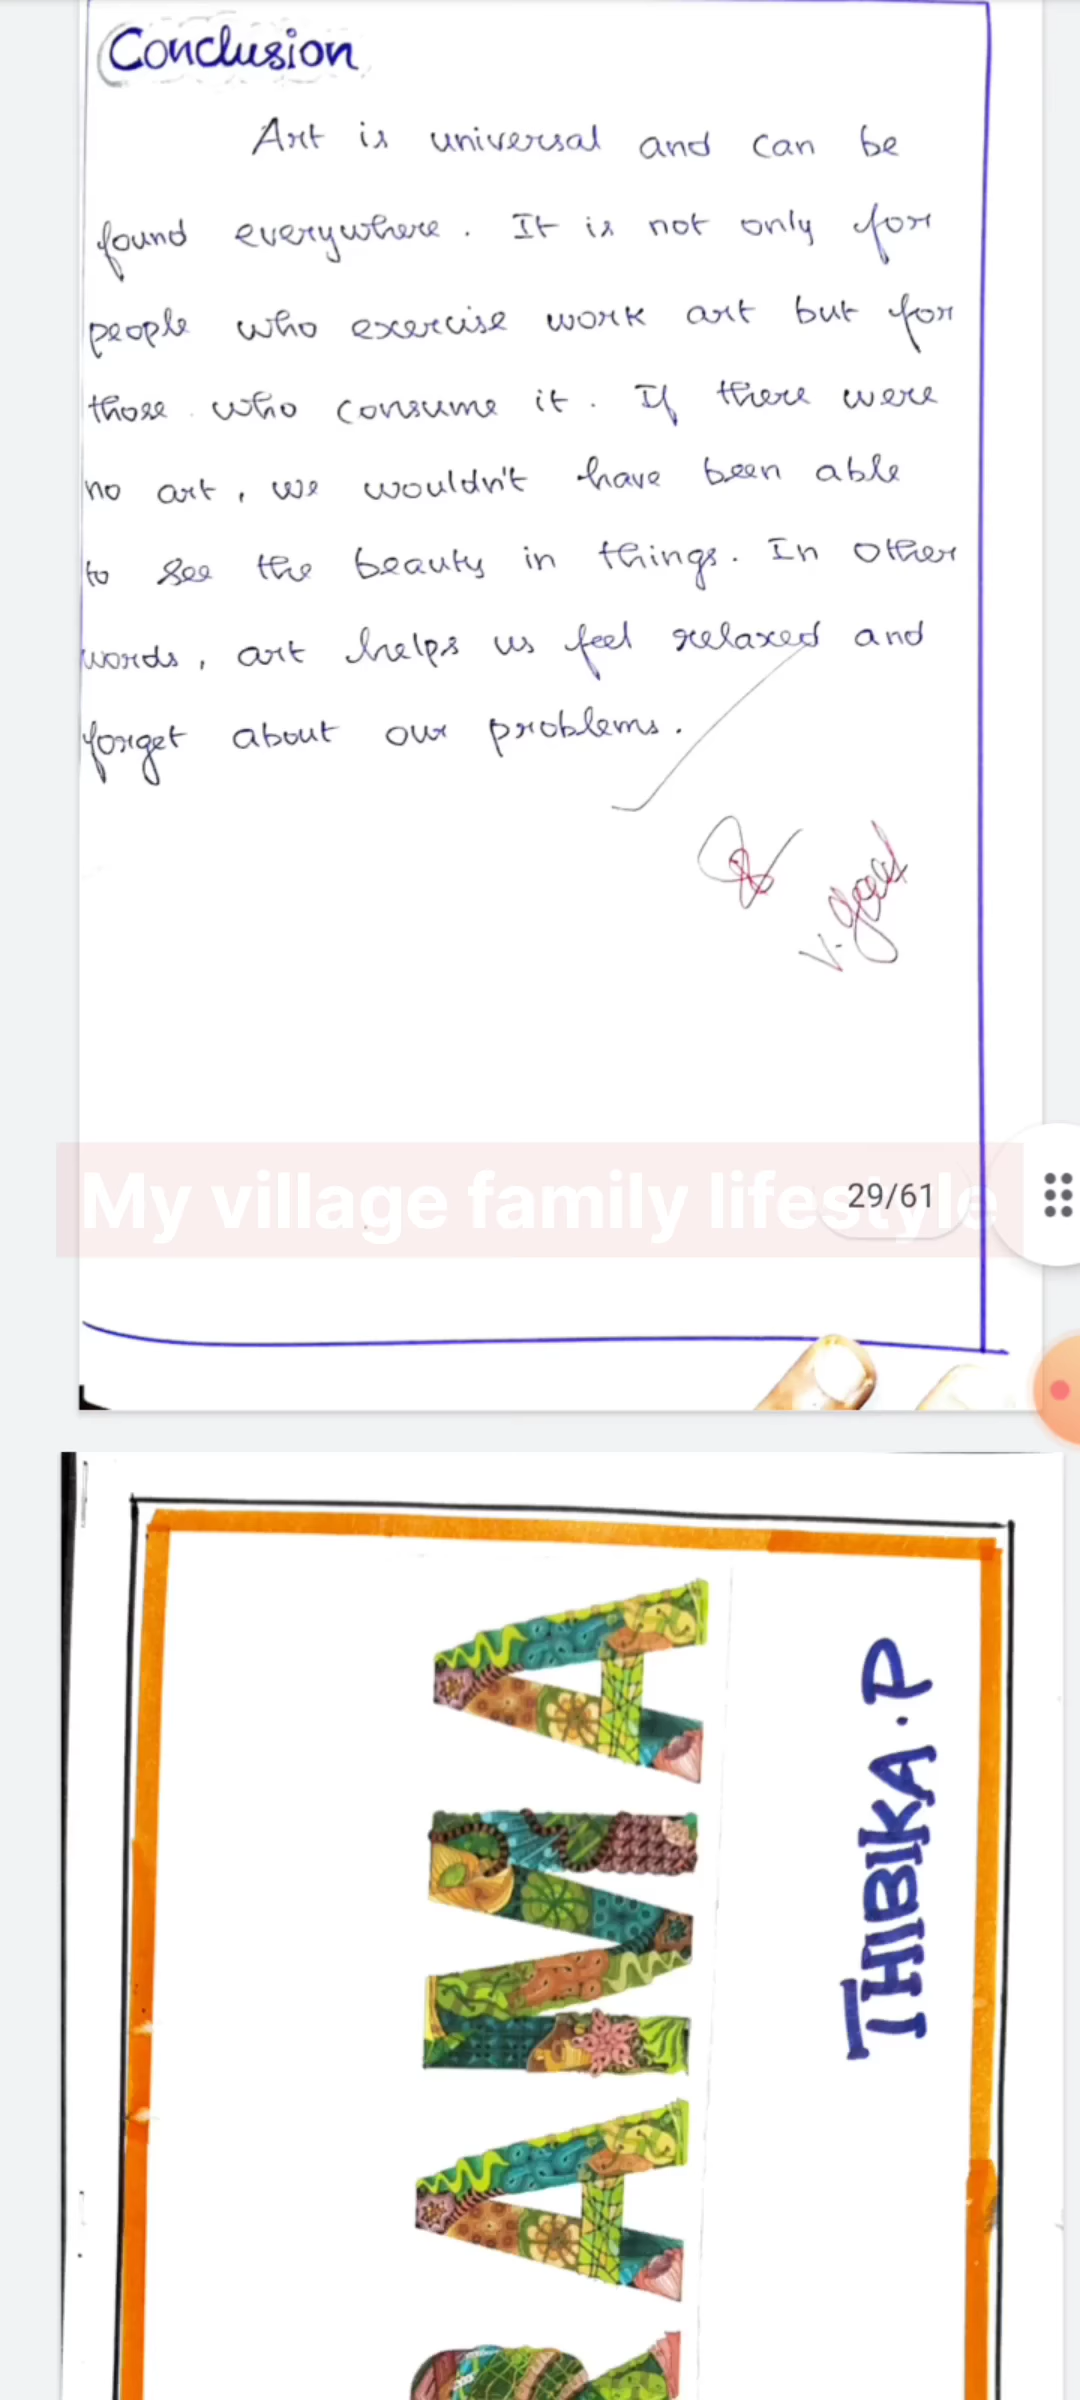 Conclusion
Art is universal and can be
found everywhere. It is not only for
people who exercise work art but for
those who consume it. If there were
no art, we wouldn't have been able
to see the beauty in things. In other
words, art helps us feel relaxed and
forget about our problems.
V. good
My village family lifestyle
29/61
THIBIKA.P
RAMA